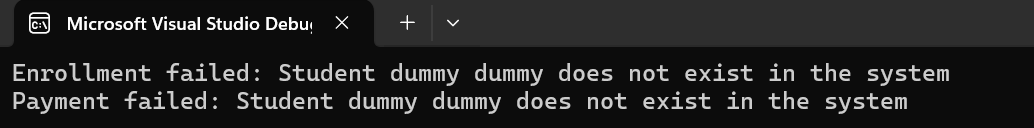 Microsoft Visual Studio Debu
Enrollment failed: Student dummy dummy does not exist in the system
Payment failed: Student dummy dummy does not exist in the system